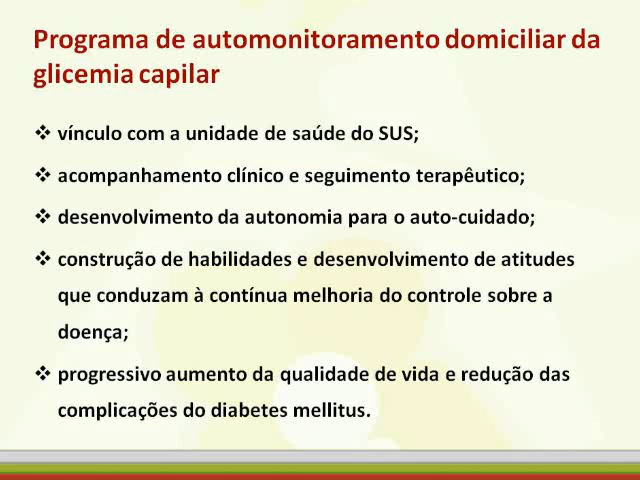 Programa de automonitoramento domiciliar da
glicemia capilar
❖ vínculo com a unidade de saúde do SUS;
❖ acompanhamento clínico e seguimento terapêutico;
❖ desenvolvimento da autonomia para o auto-cuidado;
❖ construção de habilidades e desenvolvimento de atitudes
que conduzam à contínua melhoria do controle sobre a
doença;
❖ progressivo aumento da qualidade de vida e redução das
complicações do diabetes mellitus.